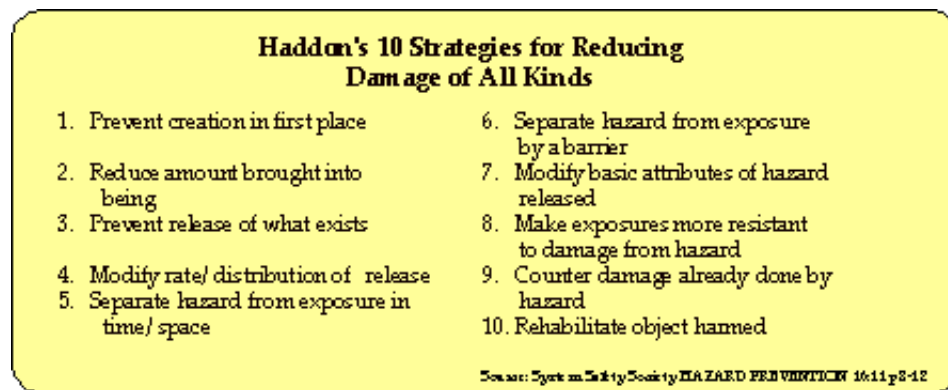 Haddon's 10 Strategies for Reducing
Damage of All Kinds
1. Prevent creation in first place
2. Reduce amount brought into
being
3. Prevent release of what exists
4. Modify rate/ distribution of release
5. Separate hazard from exposure in
time/ space
6. Separate hazard from exposure
by a barrier
7. Modify basic attributes of hazard
released
8. Make exposures more resistant
to damage from hazard
9. Counter damage already done by
hazard
10. Rehabilitate object harmed
Source: System Safety Society HAZARD PREVENTION 16:11 p8-12